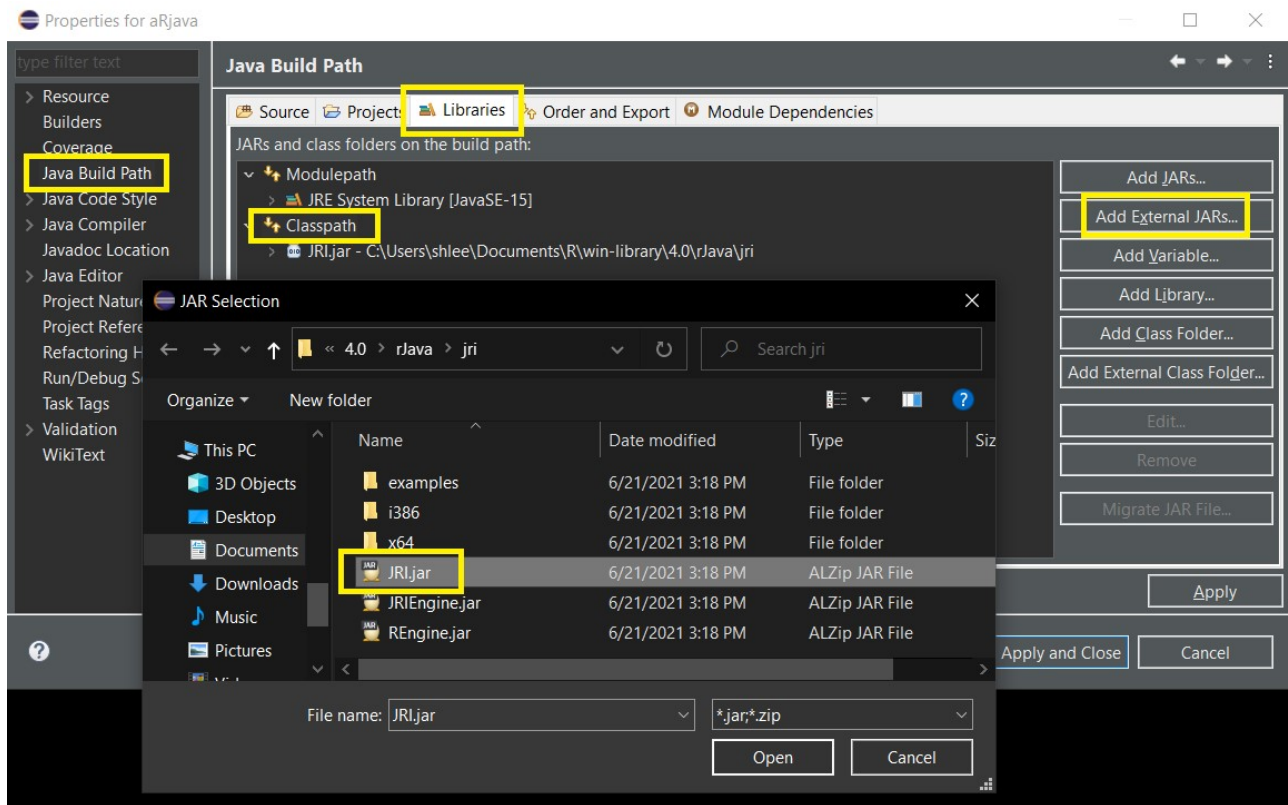 Properties for aRjava
type filter text
Java Build Path
Resource
Builders
Coverage
Java Build Path
Java Code Style
Java Compiler
Javadoc Location
Java Editor
Project Nature
Project Refere
Refactoring H
Run/Debug S
Task Tags
Validation
WikiText
Source Projects Libraries Order and Export Module Dependencies
JARs and class folders on the build path:
Modulepath
JRE System Library [JavaSE-15]
Classpath
JRI.jar - C:\Users\shlee\Documents\R\win-library\4.0\rJava\jri
Add JARs...
Add External JARs...
Add Variable...
Add Library...
Add Class Folder...
Add External Class Folder...
Edit...
Remove
Migrate JAR File...
Apply
Apply and Close Cancel
JAR Selection
« 4.0 > rJava > jri
Search jri
Organize New folder
This PC
3D Objects
Desktop
Documents
Downloads
Music
Pictures
Name Date modified Type Siz
examples 6/21/2021 3:18 PM File folder
i386 6/21/2021 3:18 PM File folder
x64 6/21/2021 3:18 PM File folder
JRI.jar 6/21/2021 3:18 PM ALZip JAR File
JRIEngine.jar 6/21/2021 3:18 PM ALZip JAR File
REngine.jar 6/21/2021 3:18 PM ALZip JAR File
File name: JRI.jar *.jar;*.zip
Open Cancel